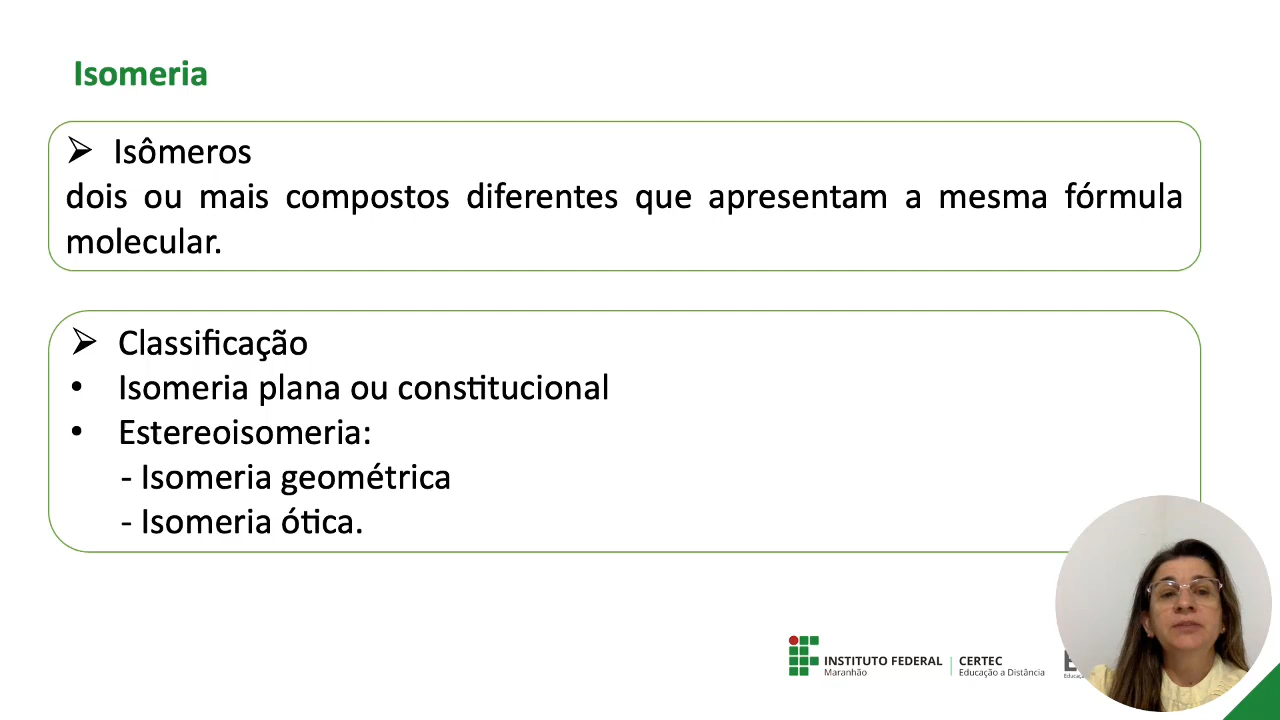 Isomeria
➢ Isômeros
dois ou mais compostos diferentes que apresentam a mesma fórmula
molecular.
➢ Classificação
• Isomeria plana ou constitucional
• Estereoisomeria:
- Isomeria geométrica
- Isomeria ótica.
INSTITUTO FEDERAL
Maranhão
CERTEC
Educação a Distância